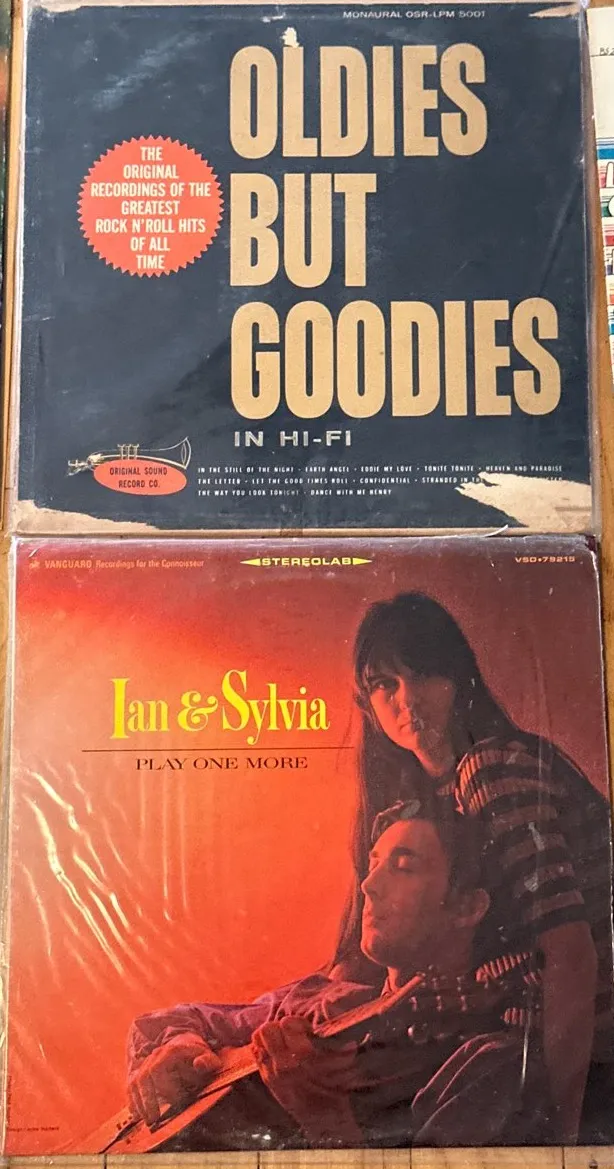 MONAURAL OSR-LPM 5001
OLDIES
BUT
GOODIES
IN HI-FI
THE
ORIGINAL
RECORDINGS OF THE
GREATEST
ROCK N'ROLL HITS
OF ALL
TIME
ORIGINAL SOUND
RECORD CO.
IN THE STILL OF THE NIGHT · EARTH ANGEL · EDDIE MY LOVE · TONITE TONITE · HEAVEN AND PARADISE
THE LETTER · LET THE GOOD TIMES ROLL · CONFIDENTIAL · STRANDED IN
THE WAY YOU LOOK TONIGHT · DANCE WITH ME HENRY
VANGUARD Recordings for the Connoisseur
STEREOLAB
VSD•79215
Ian & Sylvia
PLAY ONE MORE